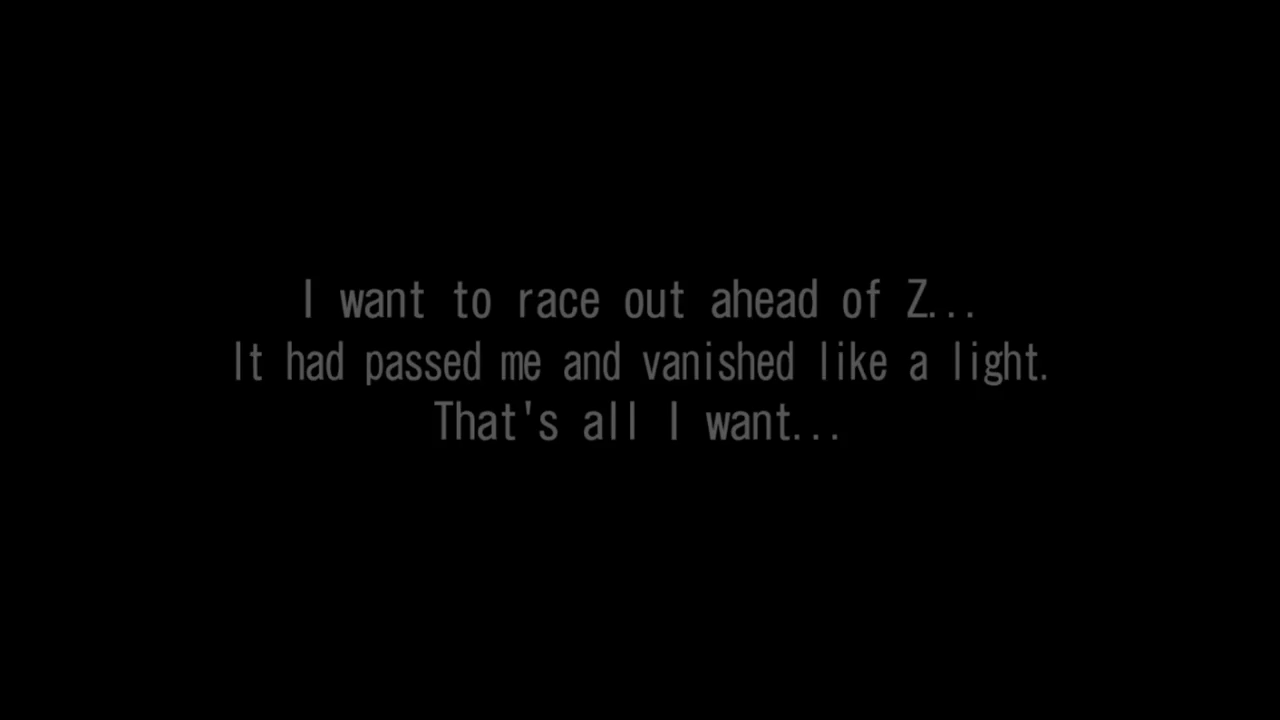 I want to race out ahead of Z...
It had passed me and vanished like a light.
That's all I want...